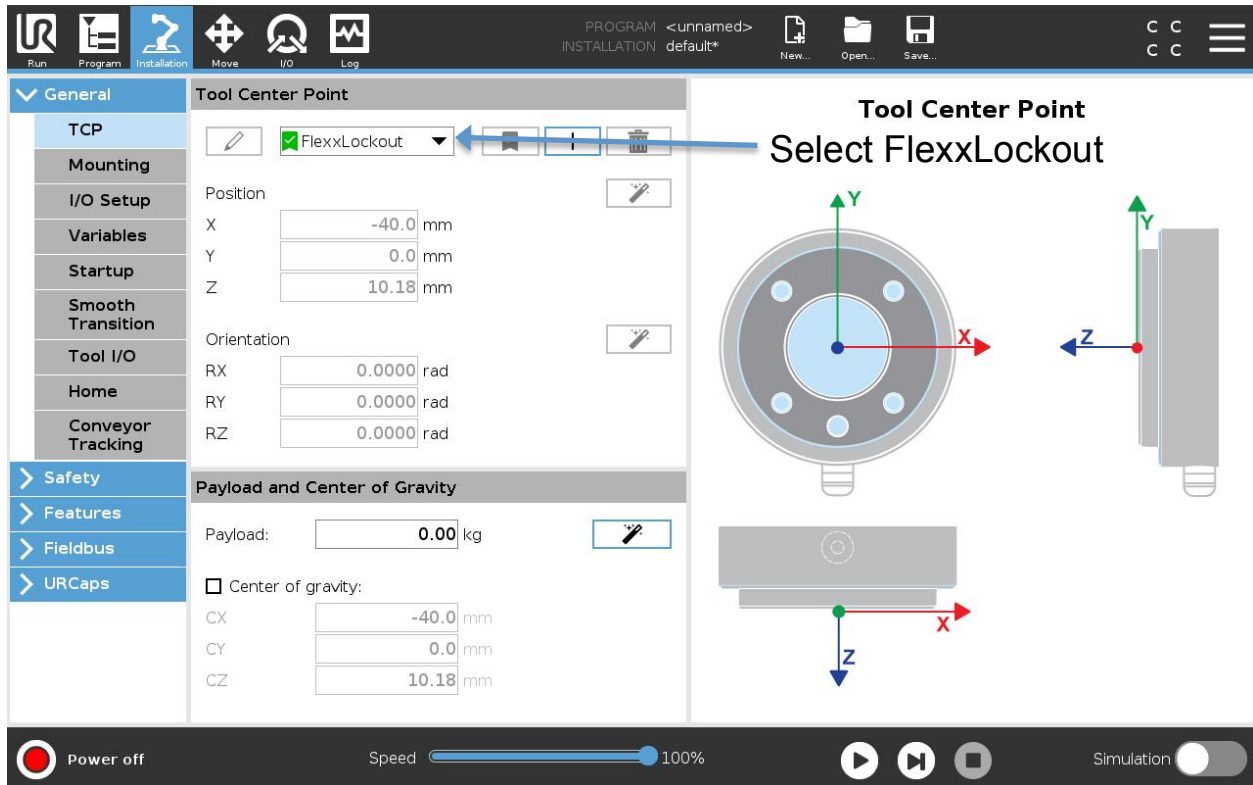 PROGRAM <unnamed>
INSTALLATION default*
UR
Run Program Installation Move I/O Log New... Open... Save...
C C
C C
General
TCP
Mounting
I/O Setup
Variables
Startup
Smooth
Transition
Tool I/O
Home
Conveyor
Tracking
Safety
Features
Fieldbus
URCaps
Tool Center Point
FlexxLockout
Position
X -40.0 mm
Y 0.0 mm
Z 10.18 mm
Orientation
RX 0.0000 rad
RY 0.0000 rad
RZ 0.0000 rad
Payload and Center of Gravity
Payload: 0.00 kg
Center of gravity:
CX -40.0 mm
CY 0.0 mm
CZ 10.18 mm
Tool Center Point
Select FlexxLockout
Y
X
Y
Z
X
Z
Power off Speed 100% Simulation